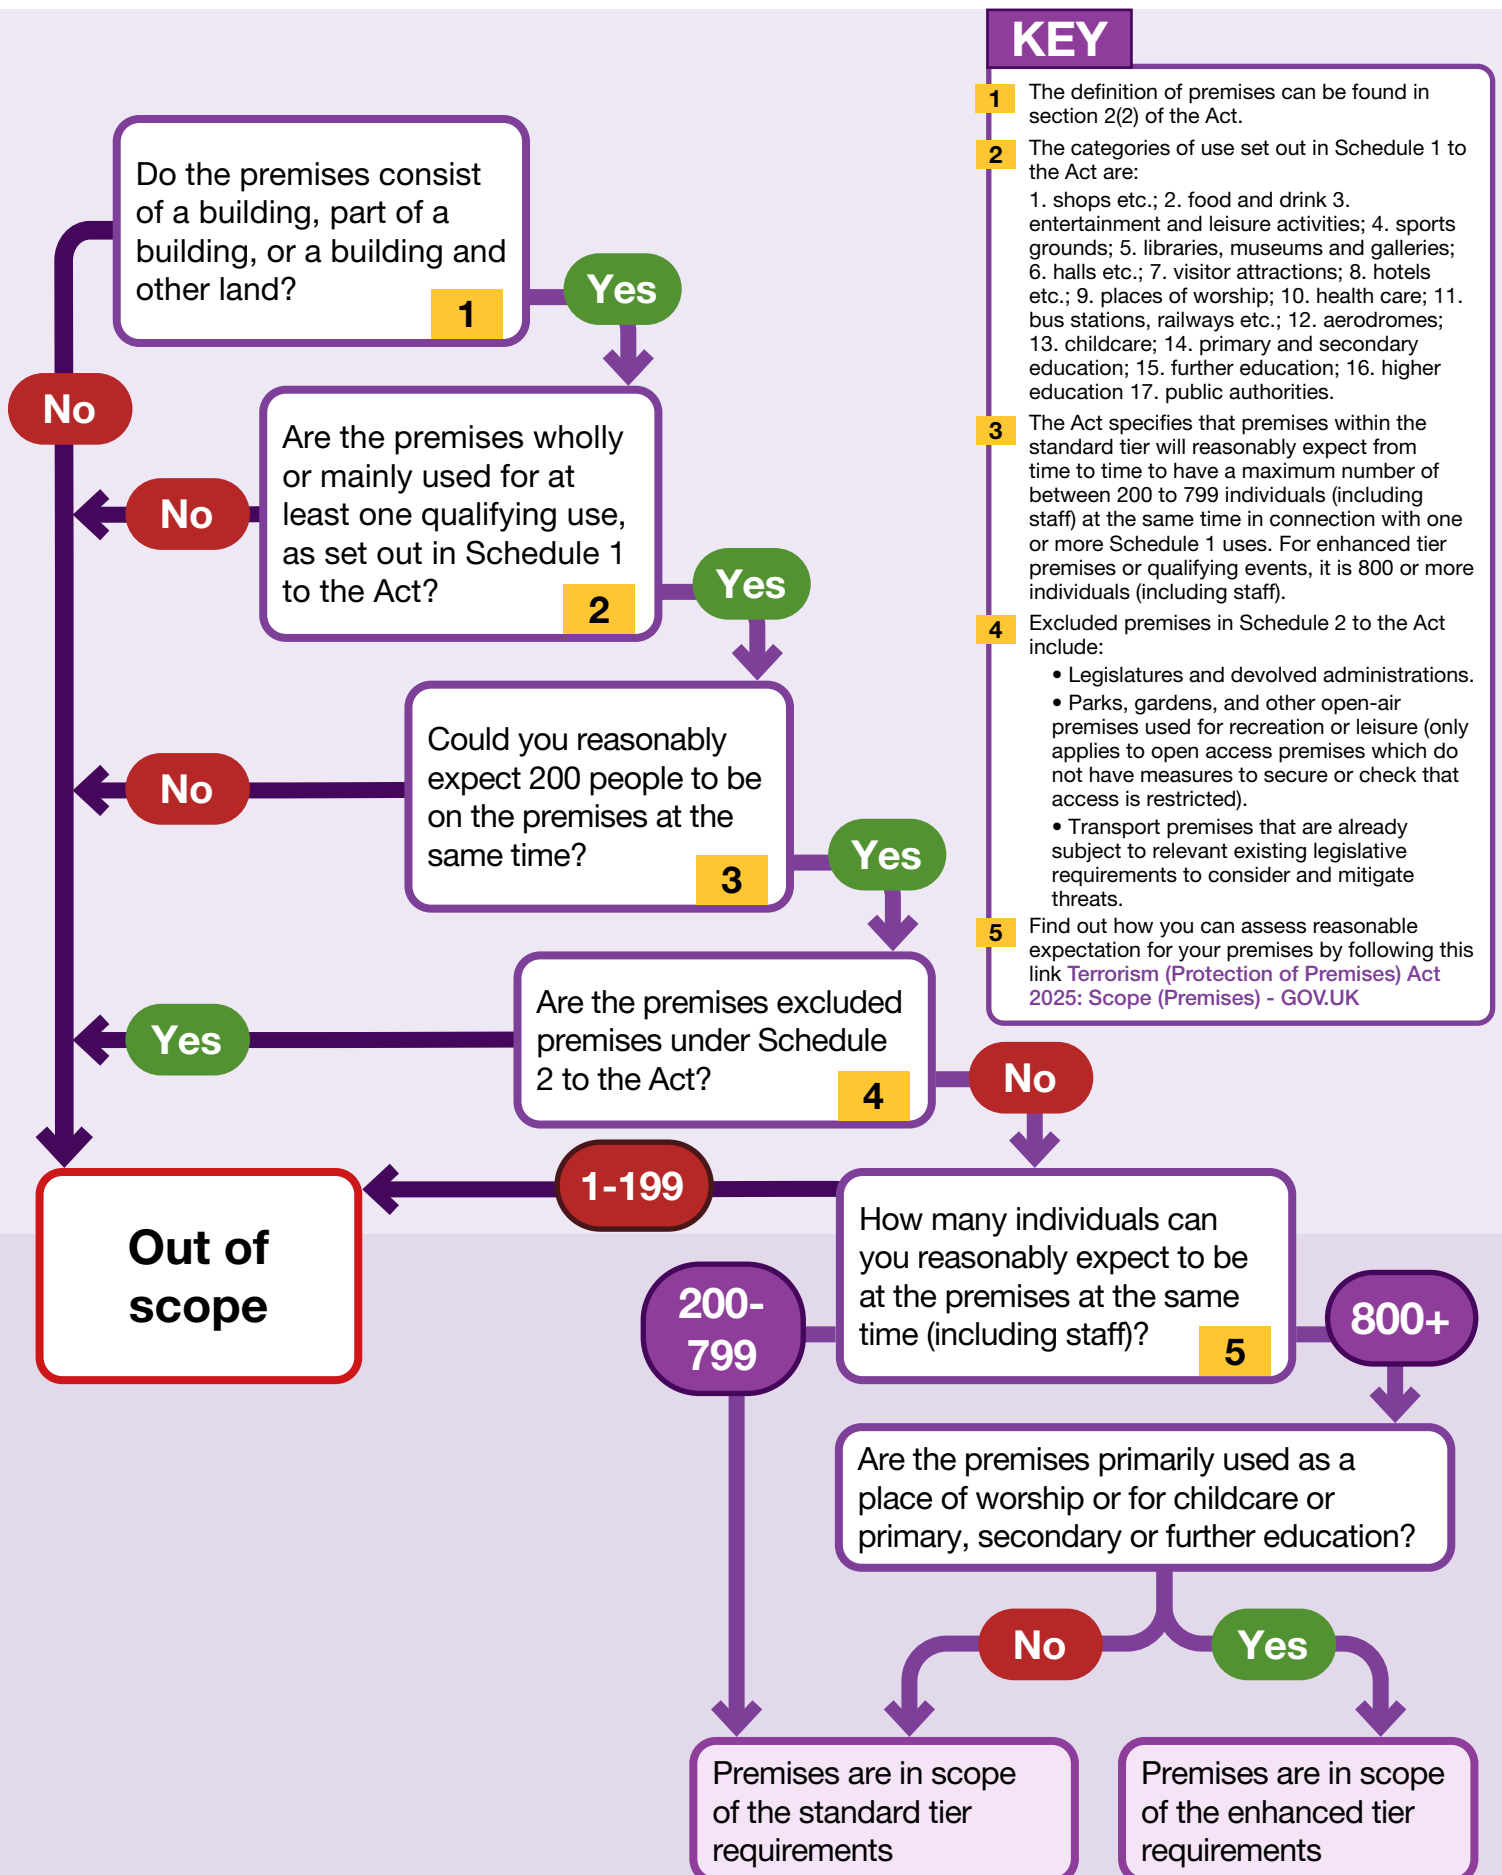 KEY
1
The definition of premises can be found in
section 2(2) of the Act.
2
The categories of use set out in Schedule 1 to
the Act are:
1. shops etc.; 2. food and drink 3.
entertainment and leisure activities; 4. sports
grounds; 5. libraries, museums and galleries;
6. halls etc.; 7. visitor attractions; 8. hotels
etc.; 9. places of worship; 10. health care; 11.
bus stations, railways etc.; 12. aerodromes;
13. childcare; 14. primary and secondary
education; 15. further education; 16. higher
education 17. public authorities.
3
The Act specifies that premises within the
standard tier will reasonably expect from
time to time to have a maximum number of
between 200 to 799 individuals (including
staff) at the same time in connection with one
or more Schedule 1 uses. For enhanced tier
premises or qualifying events, it is 800 or more
individuals (including staff).
4
Excluded premises in Schedule 2 to the Act
include:
• Legislatures and devolved administrations.
• Parks, gardens, and other open-air
premises used for recreation or leisure (only
applies to open access premises which do
not have measures to secure or check that
access is restricted).
• Transport premises that are already
subject to relevant existing legislative
requirements to consider and mitigate
threats.
5
Find out how you can assess reasonable
expectation for your premises by following this
link Terrorism (Protection of Premises) Act
2025: Scope (Premises) - GOV.UK
Do the premises consist
of a building, part of a
building, or a building and
other land?
1
Yes
No
Are the premises wholly
or mainly used for at
least one qualifying use,
as set out in Schedule 1
to the Act?
2
No
Yes
Could you reasonably
expect 200 people to be
on the premises at the
same time?
3
No
Yes
Are the premises excluded
premises under Schedule
2 to the Act?
4
Yes
No
1-199
Out of
scope
How many individuals can
you reasonably expect to be
at the premises at the same
time (including staff)?
5
200-
799
800+
Are the premises primarily used as a
place of worship or for childcare or
primary, secondary or further education?
No
Yes
Premises are in scope
of the standard tier
requirements
Premises are in scope
of the enhanced tier
requirements